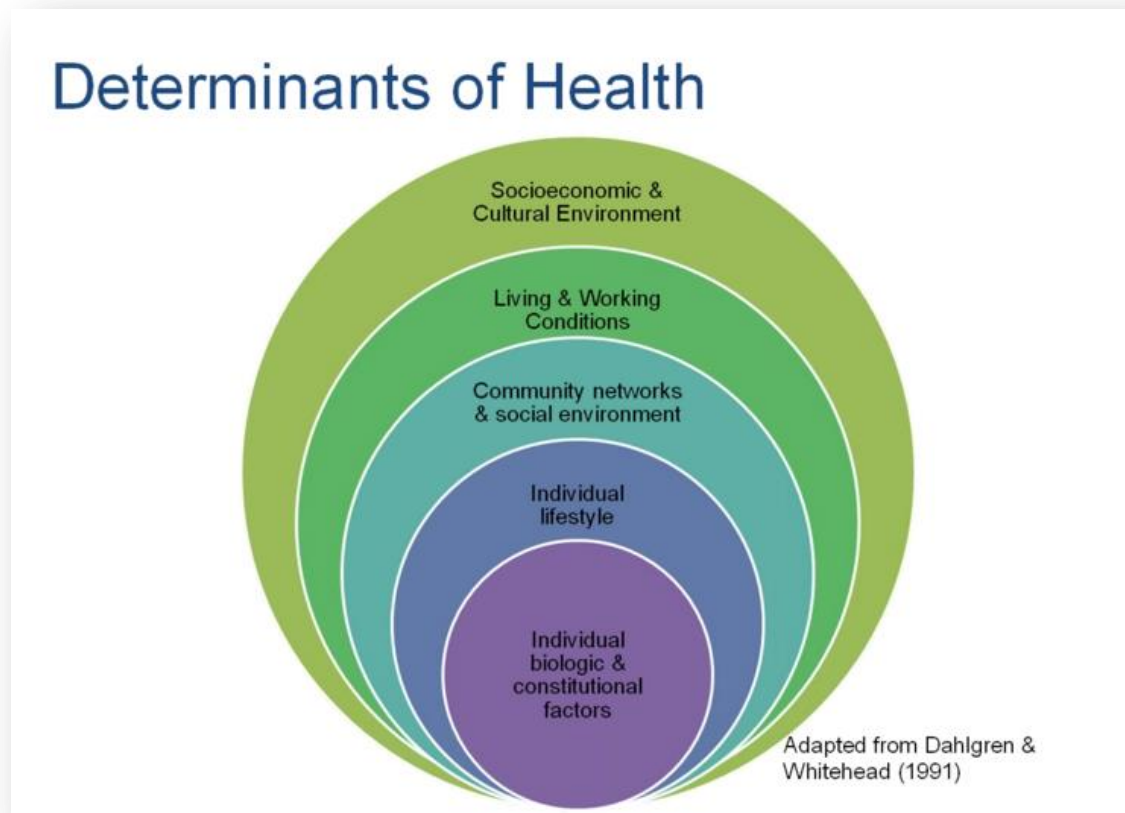 Determinants of Health
Socioeconomic &
Cultural Environment
Living & Working
Conditions
Community networks
& social environment
Individual
lifestyle
Individual
biologic &
constitutional
factors
Adapted from Dahlgren &
Whitehead (1991)